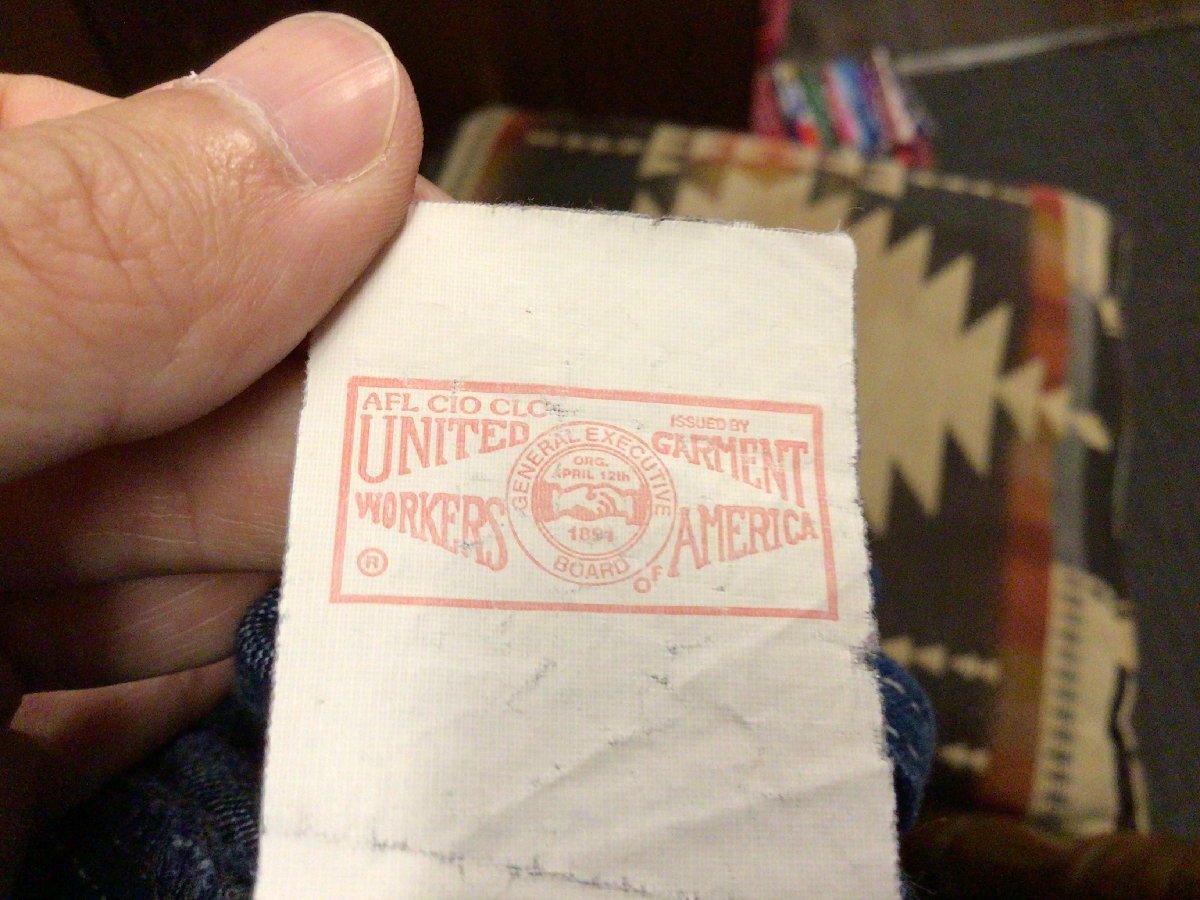 AFL CIO CLC
ISSUED BY
UNITED
GARMENT
WORKERS
OF
AMERICA
GENERAL EXECUTIVE
BOARD
ORG.
APRIL 12th
1891
®